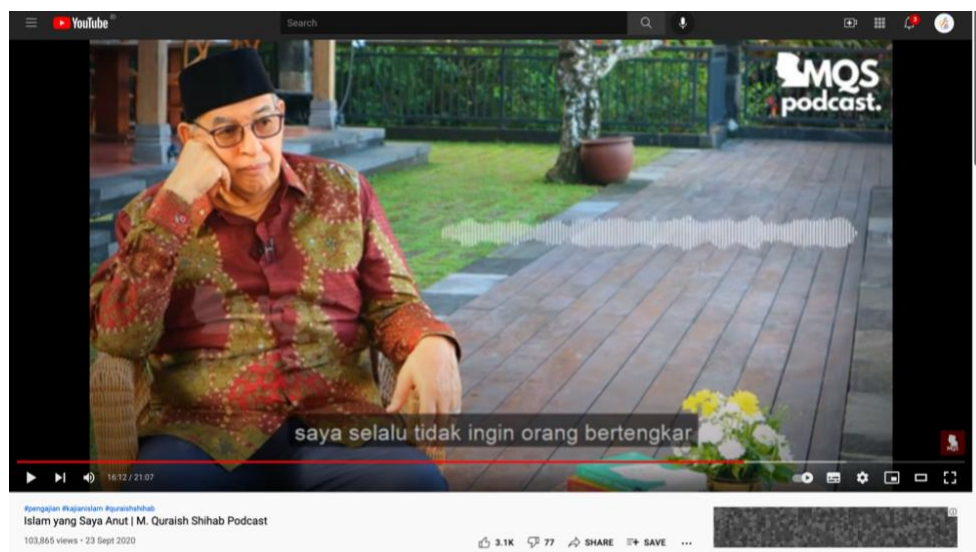 YouTube
Search
3
MQS
podcast.
saya selalu tidak ingin orang bertengkar
16:12 / 21:07
#pengajian #kajianislam #quraishshihab
Islam yang Saya Anut | M. Quraish Shihab Podcast
103,865 views • 23 Sept 2020
3.1K 77 SHARE SAVE ...